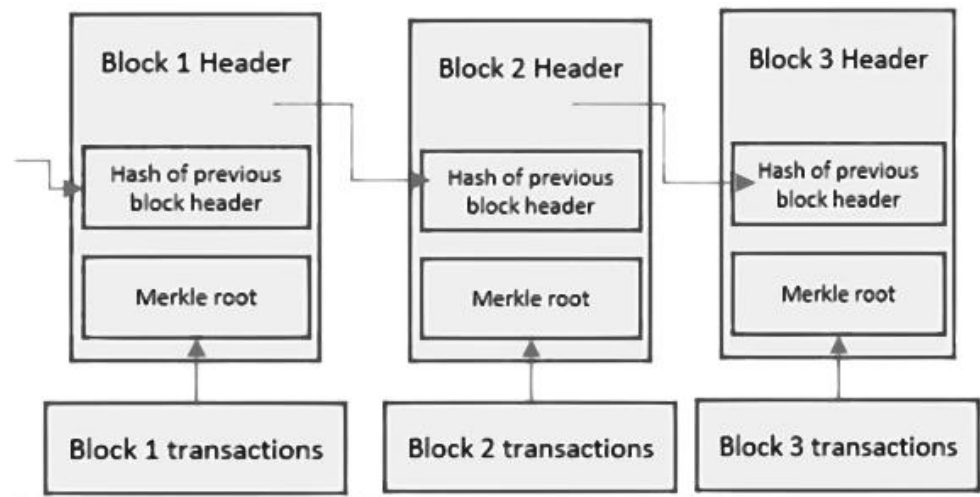 Block 1 Header
Hash of previous
block header
Merkle root
Block 1 transactions
Block 2 Header
Hash of previous
block header
Merkle root
Block 2 transactions
Block 3 Header
Hash of previous
block header
Merkle root
Block 3 transactions